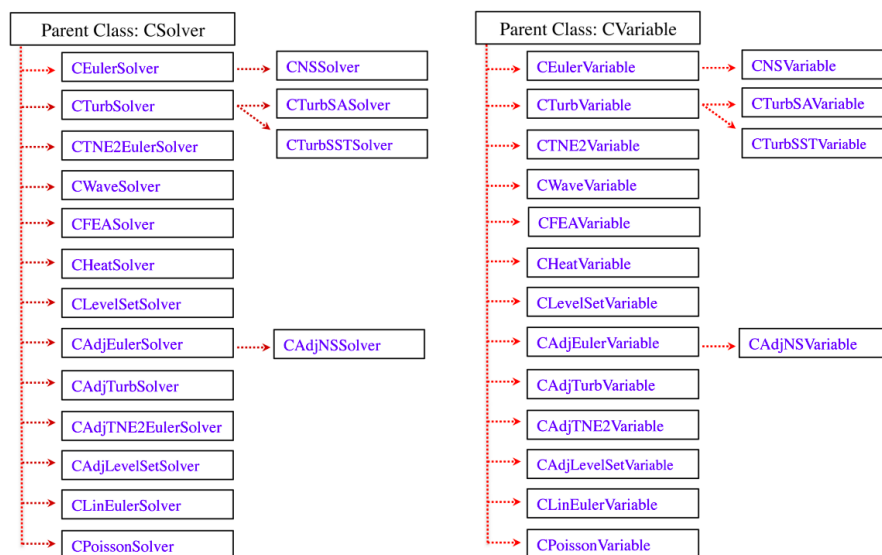 Parent Class: CSolver
CEulerSolver
CNSSolver
CTurbSolver
CTurbSASolver
CTurbSSTSolver
CTNE2EulerSolver
CWaveSolver
CFEASolver
CHeatSolver
CLevelSetSolver
CAdjEulerSolver
CAdjNSSolver
CAdjTurbSolver
CAdjTNE2EulerSolver
CAdjLevelSetSolver
CLinEulerSolver
CPoissonSolver
Parent Class: CVariable
CEulerVariable
CNSVariable
CTurbVariable
CTurbSAVariable
CTurbSSTVariable
CTNE2Variable
CWaveVariable
CFEAVariable
CHeatVariable
CLevelSetVariable
CAdjEulerVariable
CAdjNSVariable
CAdjTurbVariable
CAdjTNE2Variable
CAdjLevelSetVariable
CLinEulerVariable
CPoissonVariable